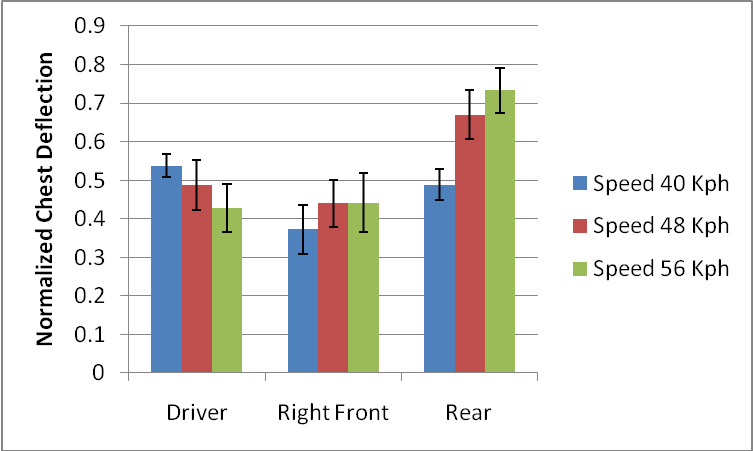 Normalized Chest Deflection
0.9
0.8
0.7
0.6
0.5
0.4
0.3
0.2
0.1
0
Driver
Right Front
Rear
Speed 40 Kph
Speed 48 Kph
Speed 56 Kph